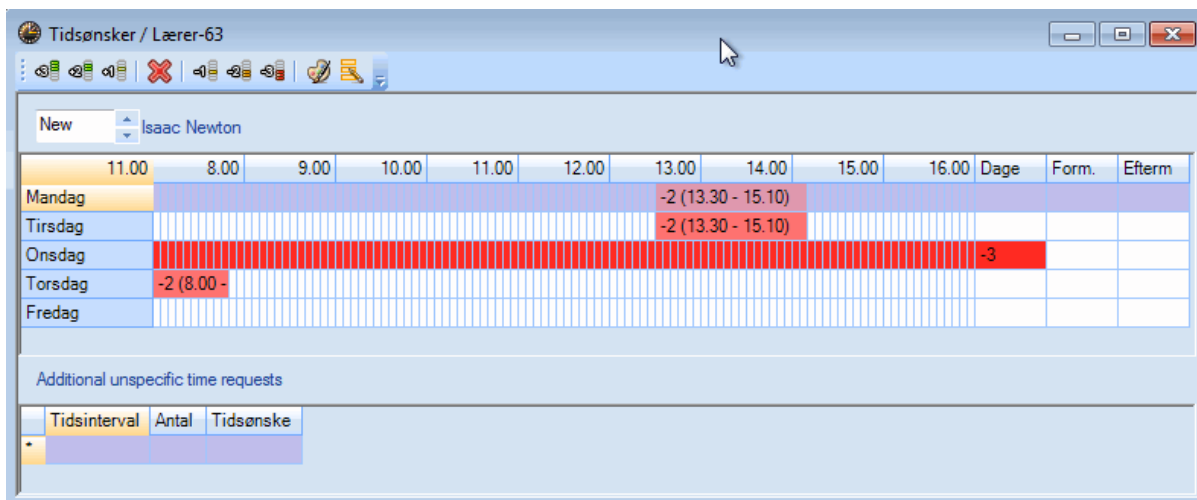 Tidsønsker / Lærer-63
New Isaac Newton
11.00 8.00 9.00 10.00 11.00 12.00 13.00 14.00 15.00 16.00 Dage Form. Efterm
Mandag -2 (13.30 - 15.10)
Tirsdag -2 (13.30 - 15.10)
Onsdag -3
Torsdag -2 (8.00 -
Fredag
Additional unspecific time requests
Tidsinterval Antal Tidsønske
*